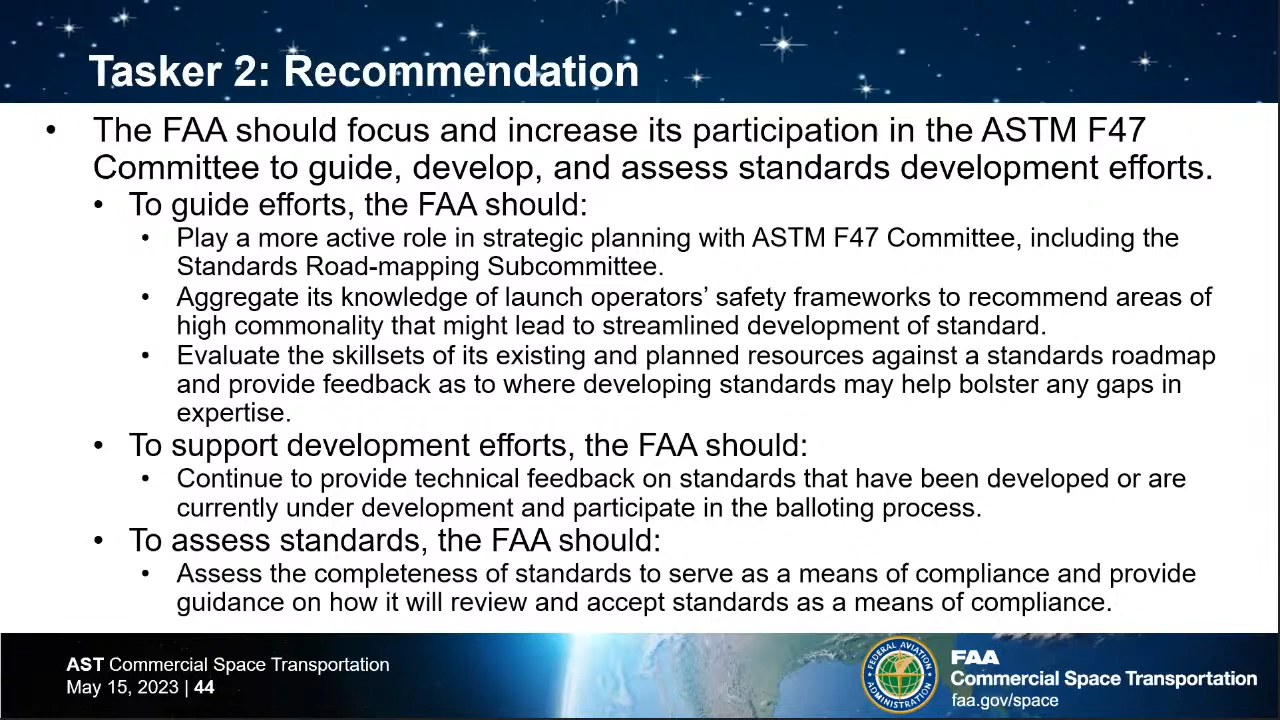 Tasker 2: Recommendation
• The FAA should focus and increase its participation in the ASTM F47
Committee to guide, develop, and assess standards development efforts.
• To guide efforts, the FAA should:
• Play a more active role in strategic planning with ASTM F47 Committee, including the
Standards Road-mapping Subcommittee.
• Aggregate its knowledge of launch operators’ safety frameworks to recommend areas of
high commonality that might lead to streamlined development of standard.
• Evaluate the skillsets of its existing and planned resources against a standards roadmap
and provide feedback as to where developing standards may help bolster any gaps in
expertise.
• To support development efforts, the FAA should:
• Continue to provide technical feedback on standards that have been developed or are
currently under development and participate in the balloting process.
• To assess standards, the FAA should:
• Assess the completeness of standards to serve as a means of compliance and provide
guidance on how it will review and accept standards as a means of compliance.
AST Commercial Space Transportation
May 15, 2023 | 44
FEDERAL AVIATION
ADMINISTRATION
FAA
Commercial Space Transportation
faa.gov/space